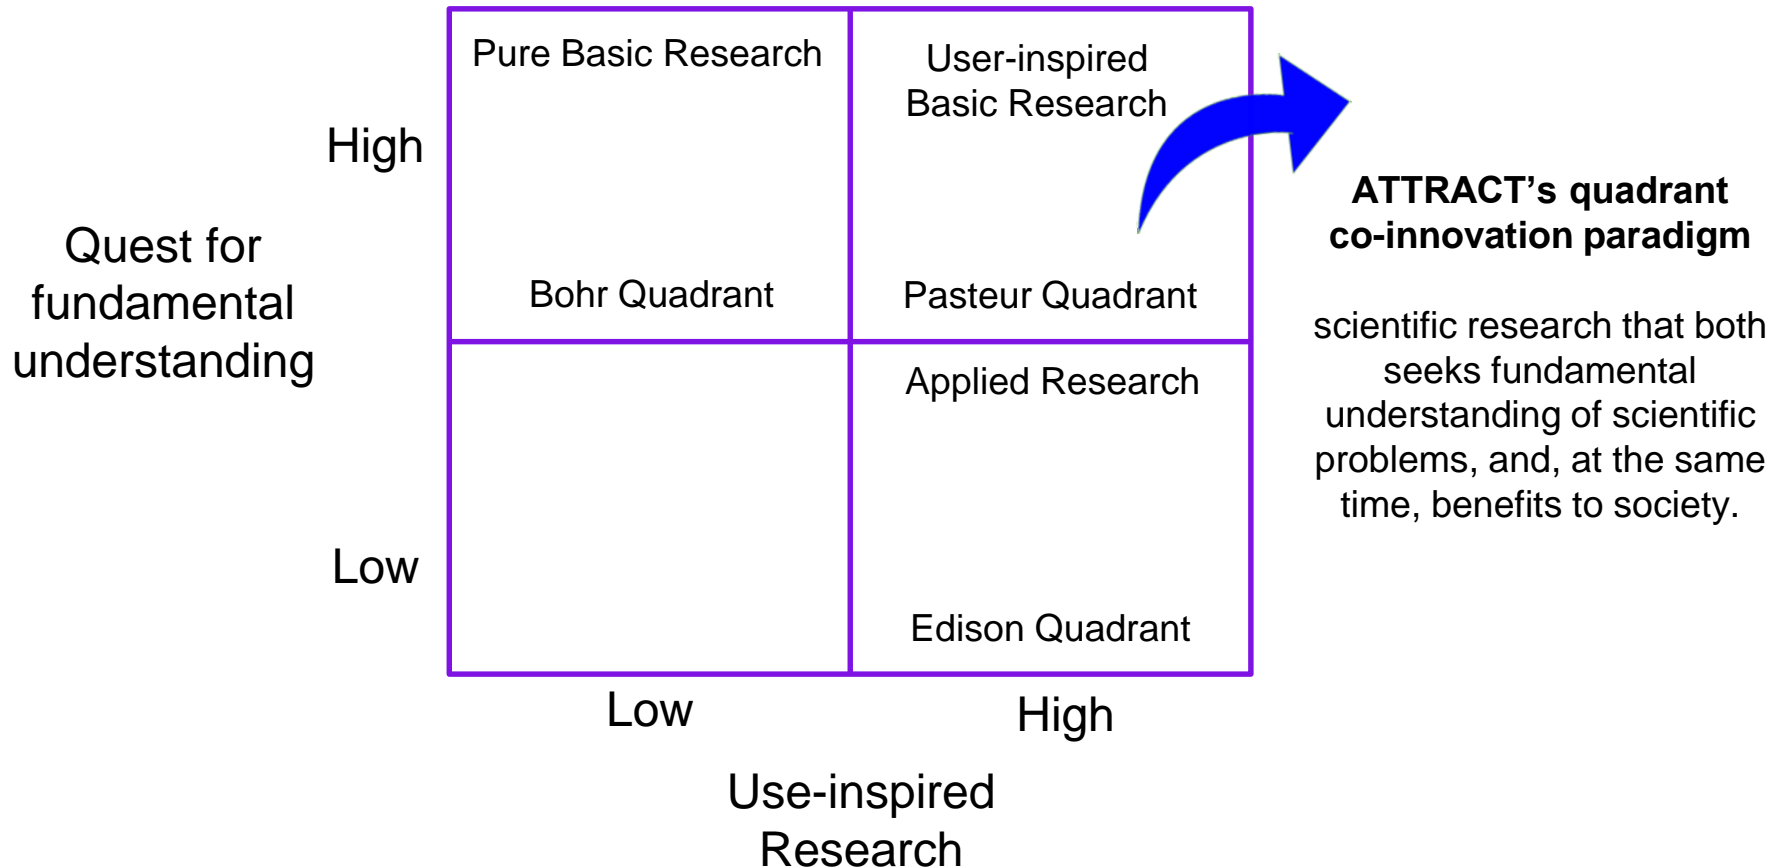 Pure Basic Research
User-inspired
Basic Research
High
Quest for
fundamental
understanding
Bohr Quadrant
Pasteur Quadrant
Applied Research
Low
Edison Quadrant
Low
High
Use-inspired
Research
ATTRACT’s quadrant
co-innovation paradigm
scientific research that both
seeks fundamental
understanding of scientific
problems, and, at the same
time, benefits to society.